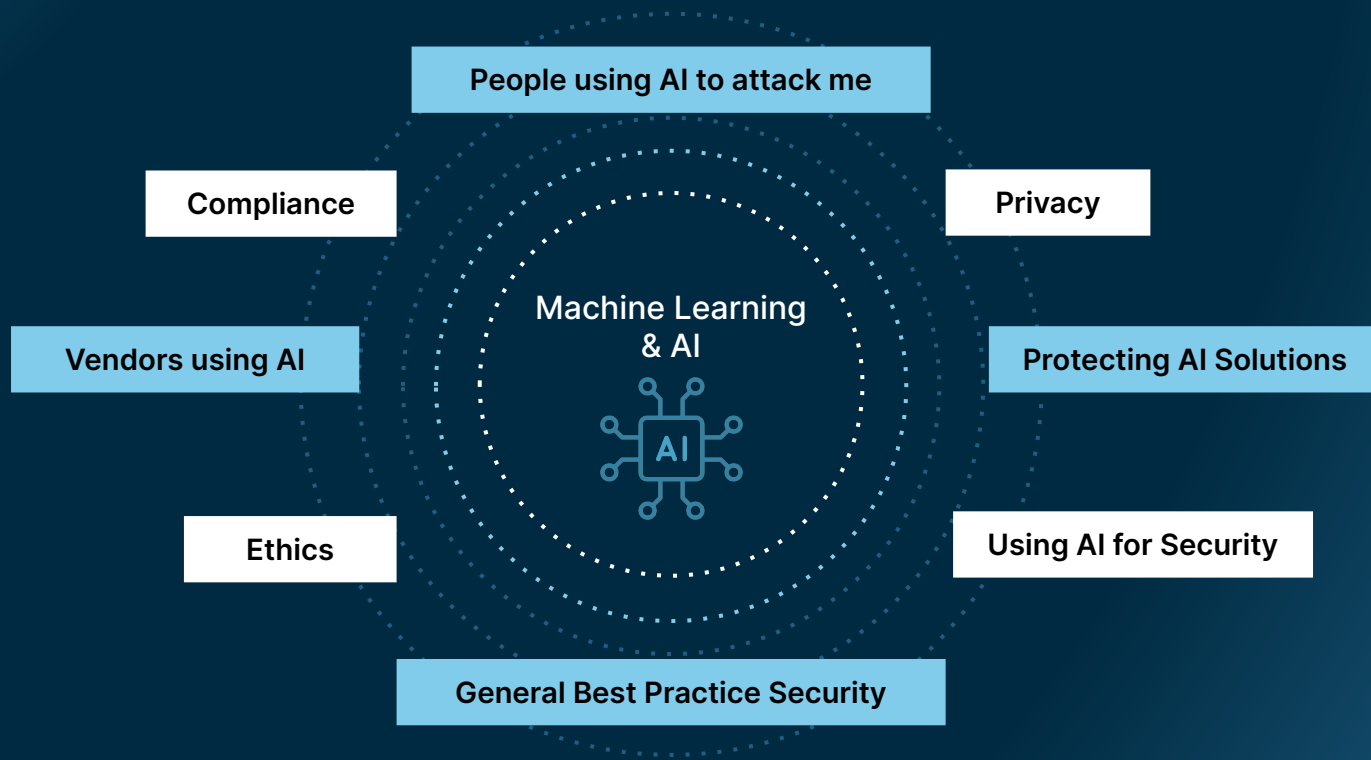 People using AI to attack me
Compliance
Privacy
Machine Learning
& AI
Vendors using AI
Protecting AI Solutions
AI
Ethics
Using AI for Security
General Best Practice Security